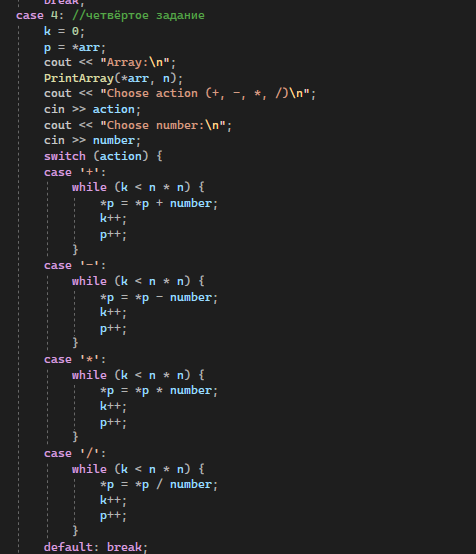 break;
case 4: //четвёртое задание
k = 0;
p = *arr;
cout << "Array:\n";
PrintArray(*arr, n);
cout << "Choose action (+, -, *, /)\n";
cin >> action;
cout << "Choose number:\n";
cin >> number;
switch (action) {
case '+':
while (k < n * n) {
*p = *p + number;
k++;
p++;
}
case '-':
while (k < n * n) {
*p = *p - number;
k++;
p++;
}
case '*':
while (k < n * n) {
*p = *p * number;
k++;
p++;
}
case '/':
while (k < n * n) {
*p = *p / number;
k++;
p++;
}
default: break;